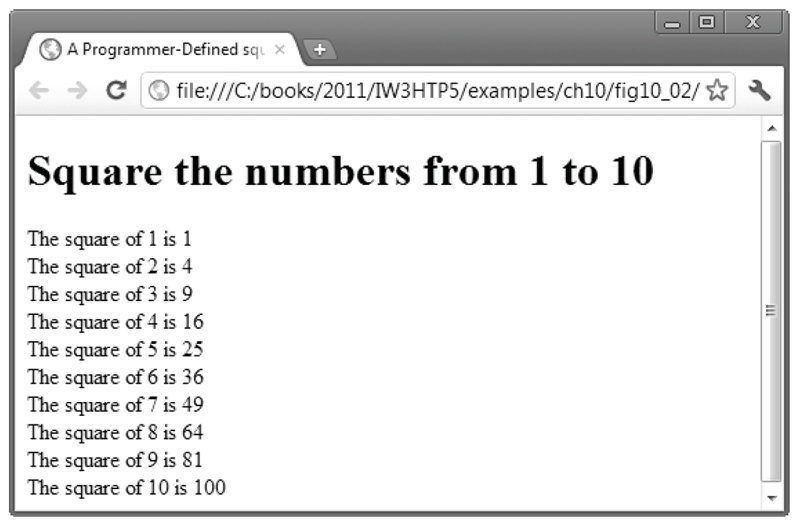 A Programmer-Defined squ
file:///C:/books/2011/IW3HTP5/examples/ch10/fig10_02/
Square the numbers from 1 to 10
The square of 1 is 1
The square of 2 is 4
The square of 3 is 9
The square of 4 is 16
The square of 5 is 25
The square of 6 is 36
The square of 7 is 49
The square of 8 is 64
The square of 9 is 81
The square of 10 is 100